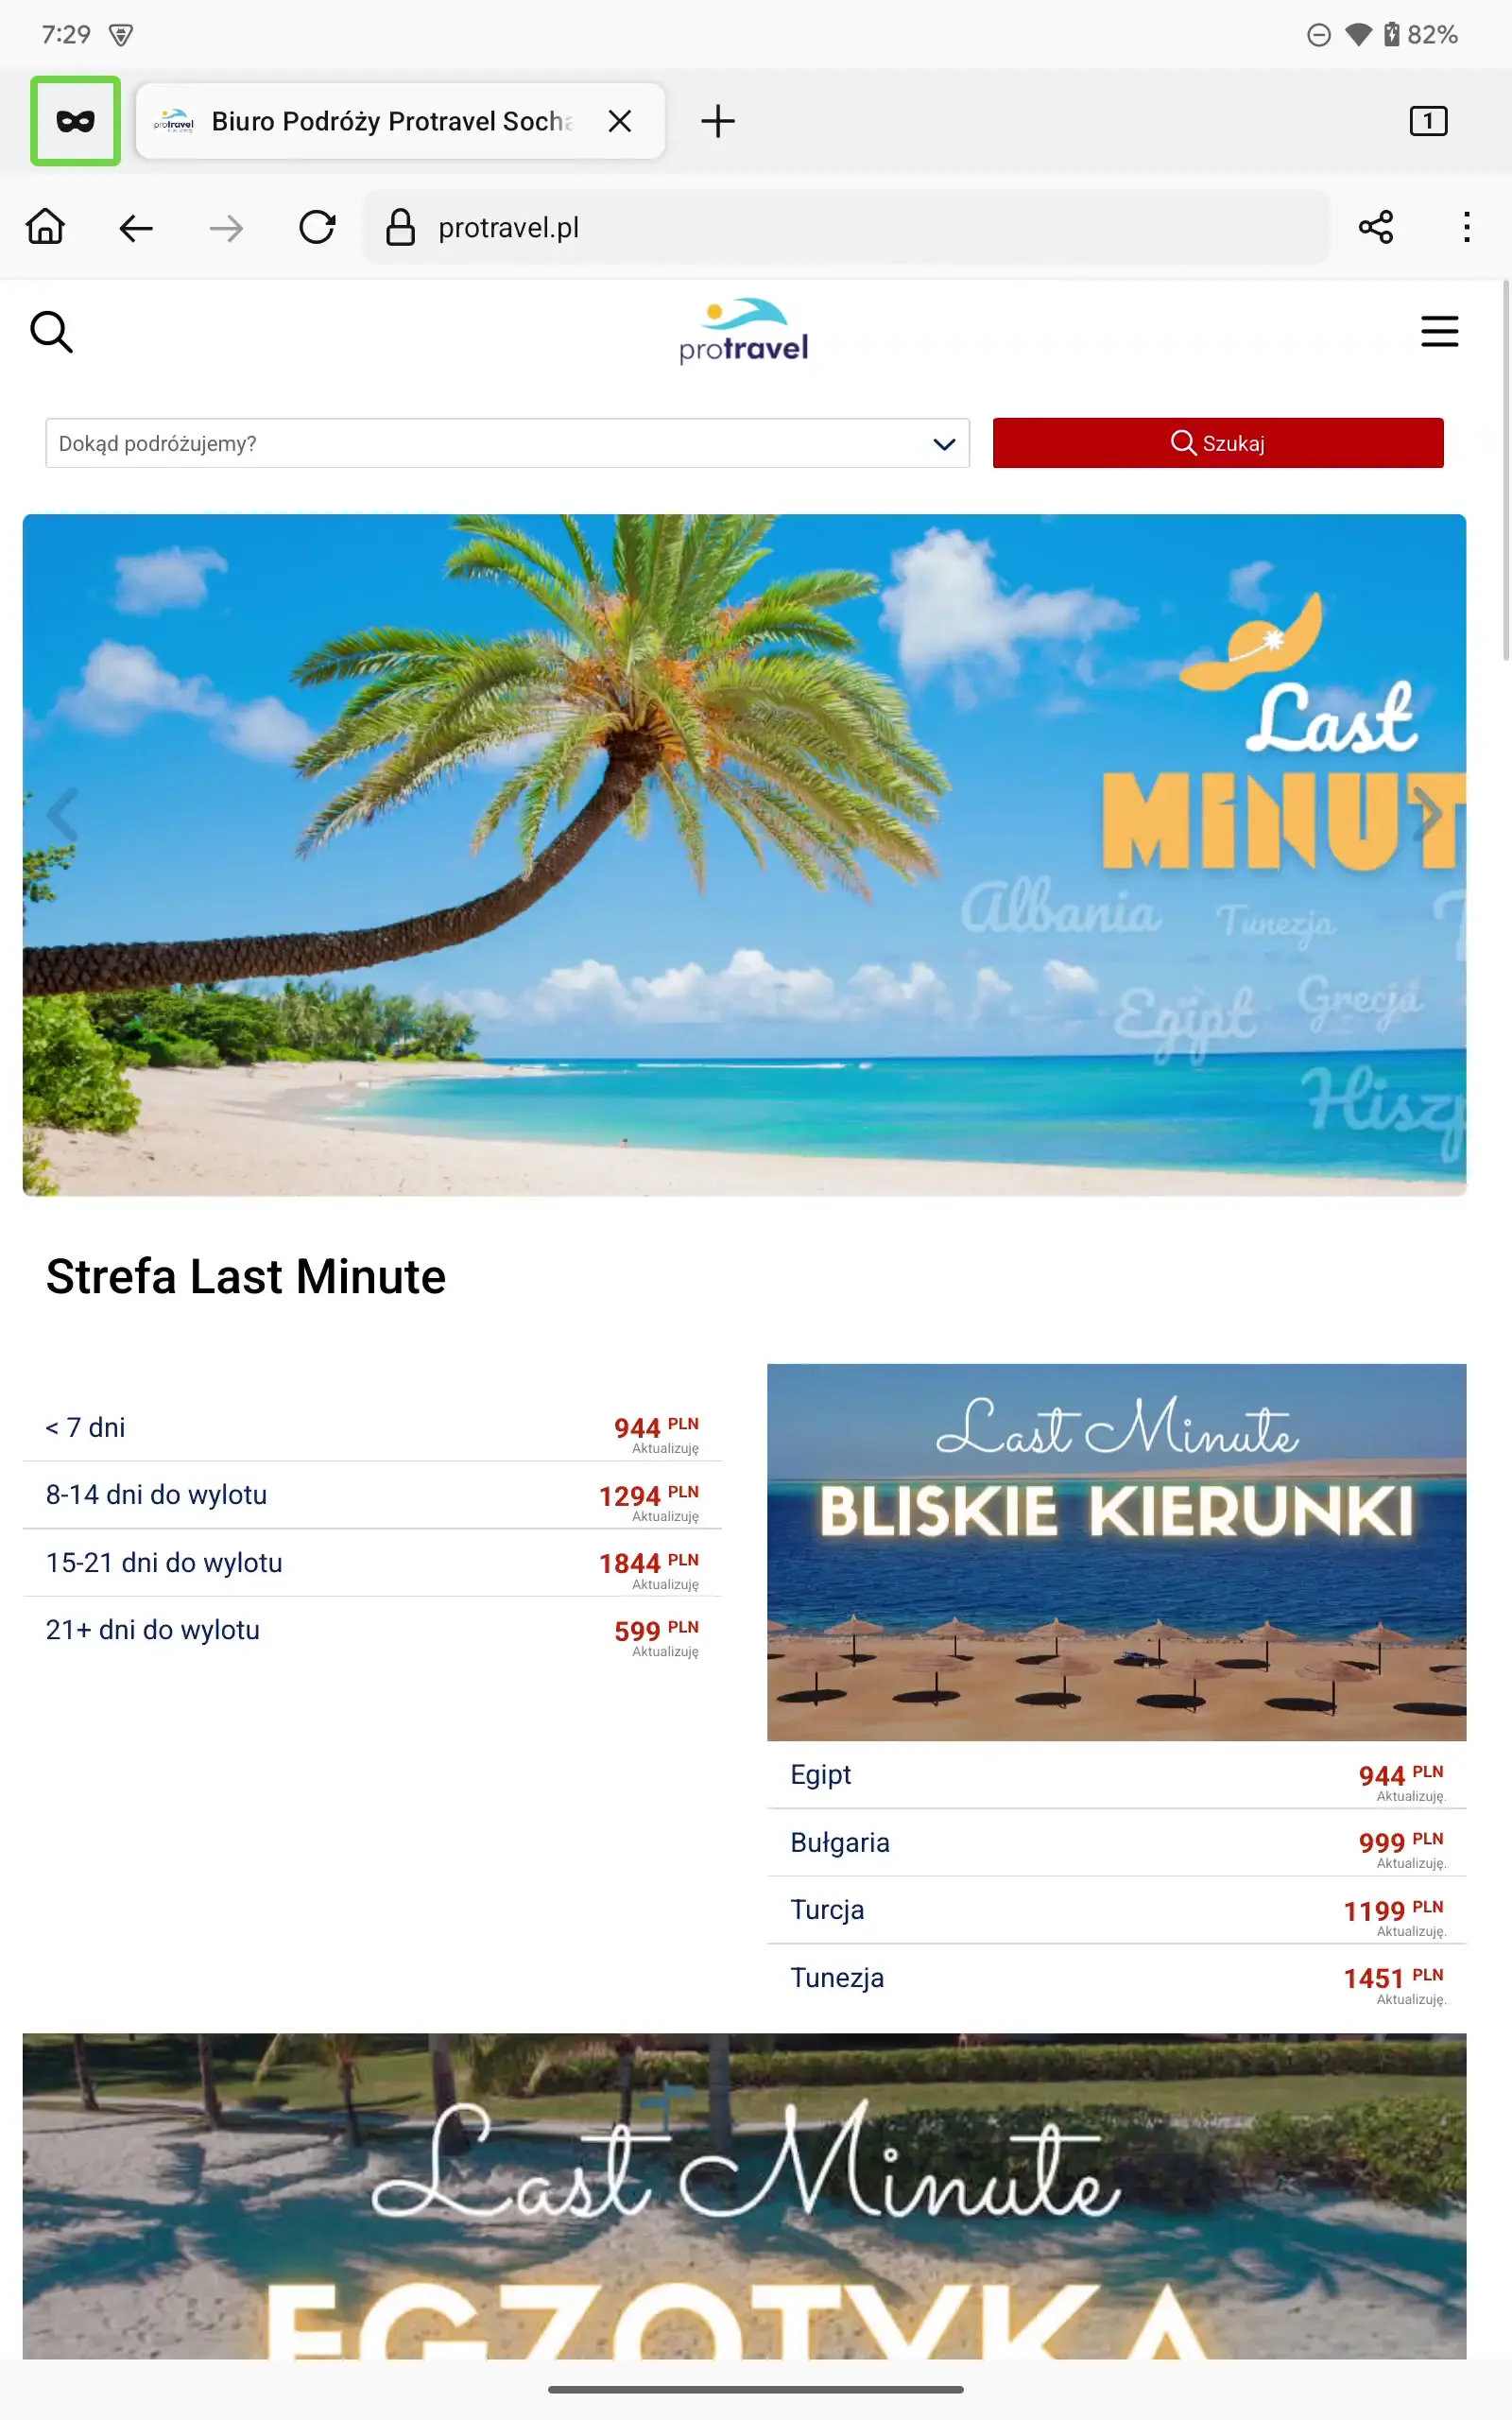 7:29
82%
Biuro Podróży Protravel Socha
1
protravel.pl
protravel
Dokąd podróżujemy?
Szukaj
Last
MINUT
Albania
Tunezja
Egipt
Grecja
Hiszp
Strefa Last Minute
< 7 dni
944 PLN
Aktualizuję
8-14 dni do wylotu
1294 PLN
Aktualizuję
15-21 dni do wylotu
1844 PLN
Aktualizuję
21+ dni do wylotu
599 PLN
Aktualizuję
Last Minute
BLISKIE KIERUNKI
Egipt
944 PLN
Aktualizuję.
Bułgaria
999 PLN
Aktualizuję.
Turcja
1199 PLN
Aktualizuję.
Tunezja
1451 PLN
Aktualizuję.
Last Minute
EGZOTYKA